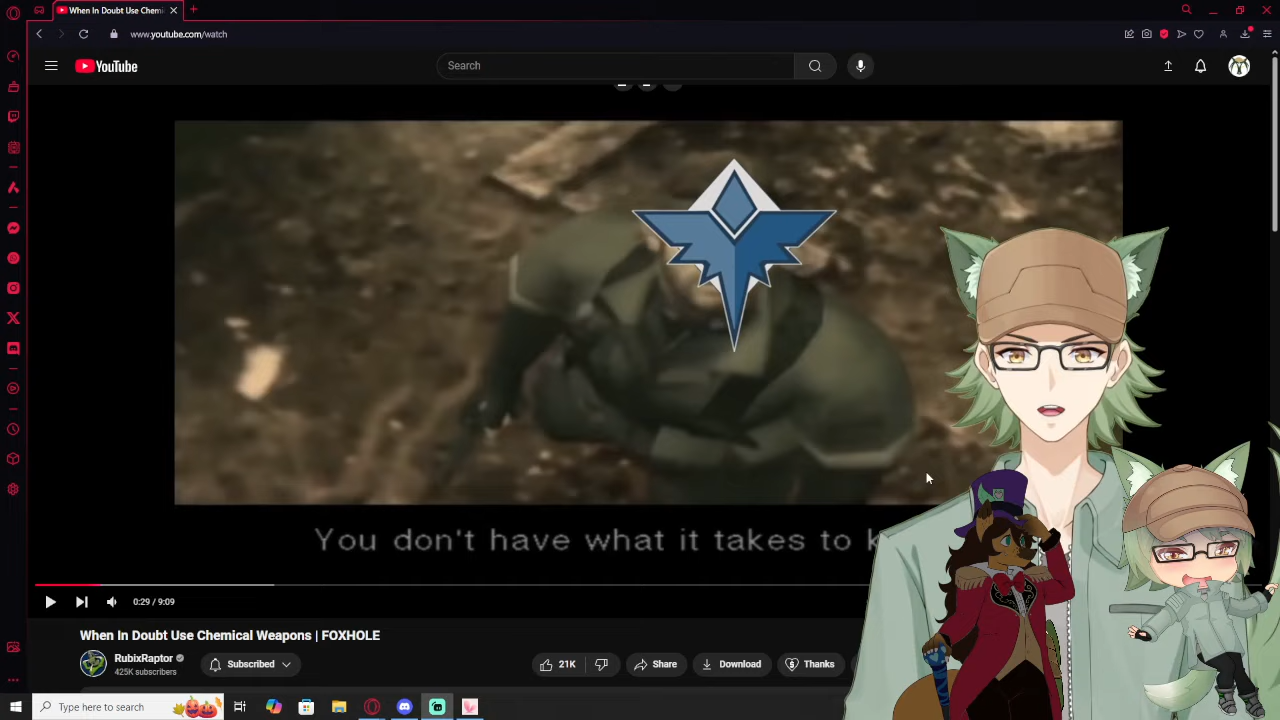 When In Doubt Use Chemi
www.youtube.com/watch
YouTube
Search
You don't have what it takes to
0:29 / 9:09
When In Doubt Use Chemical Weapons | FOXHOLE
RubixRaptor
425K subscribers
Subscribed
21K
Share
Download
Thanks
Type here to search